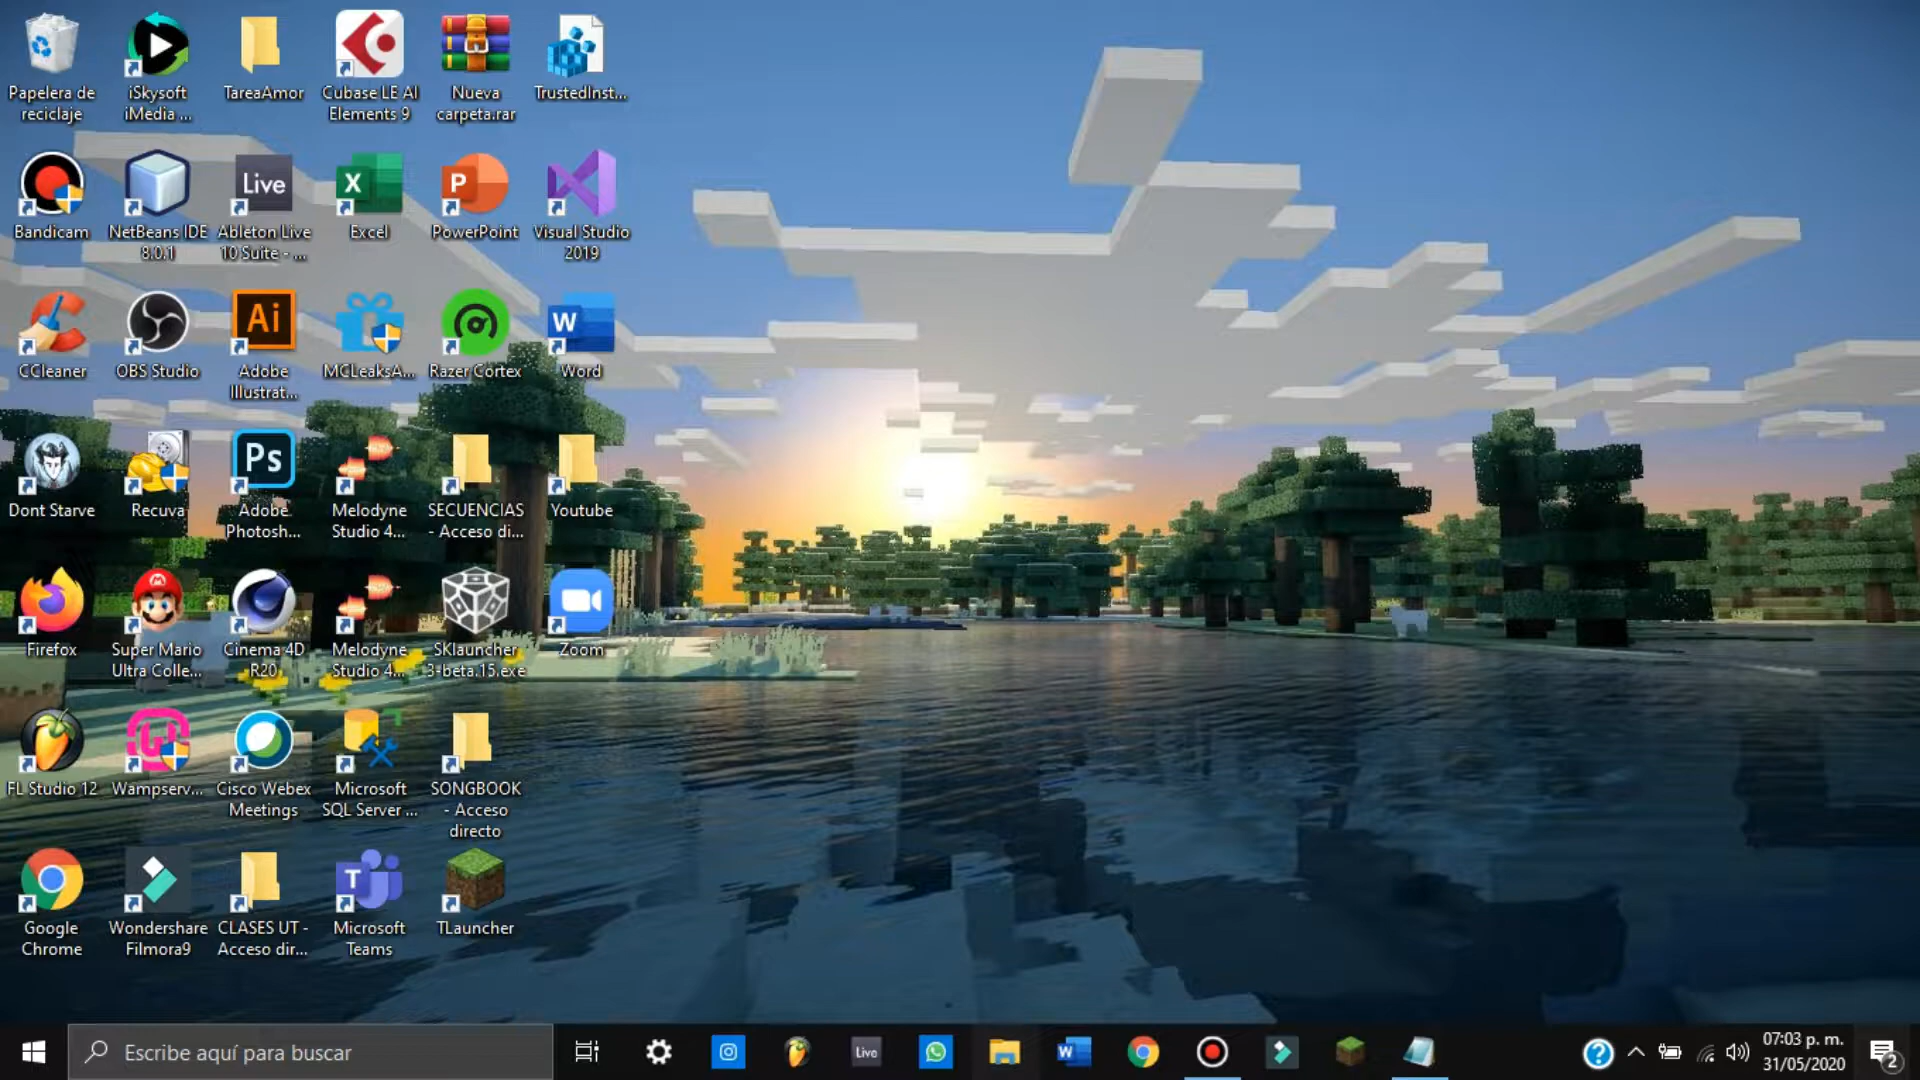 Papelera de
reciclaje
iSkysoft
iMedia ...
TareaAmor
Cubase LE AI
Elements 9
Nueva
carpeta.rar
TrustedInst...
Bandicam
NetBeans IDE
8.0.1
Live
Ableton Live
10 Suite - ...
X
Excel
P
PowerPoint
Visual Studio
2019
CCleaner
OBS Studio
Ai
Adobe
Illustrat...
MCLeaksA...
Razer Cortex
W
Word
Dont Starve
Recuva
Ps
Adobe
Photosh...
Melodyne
Studio 4...
SECUENCIAS
- Acceso di...
Youtube
Firefox
Super Mario
Ultra Colle...
Cinema 4D
R20
Melodyne
Studio 4...
SKlauncher
3-beta.15.exe
Zoom
FL Studio 12
Wampserv...
Cisco Webex
Meetings
Microsoft
SQL Server ...
SONGBOOK
- Acceso
directo
Google
Chrome
Wondershare
Filmora9
CLASES UT -
Acceso dir...
T
Microsoft
Teams
TLauncher
Escribe aquí para buscar
Live
W
?
07:03 p. m.
31/05/2020
2